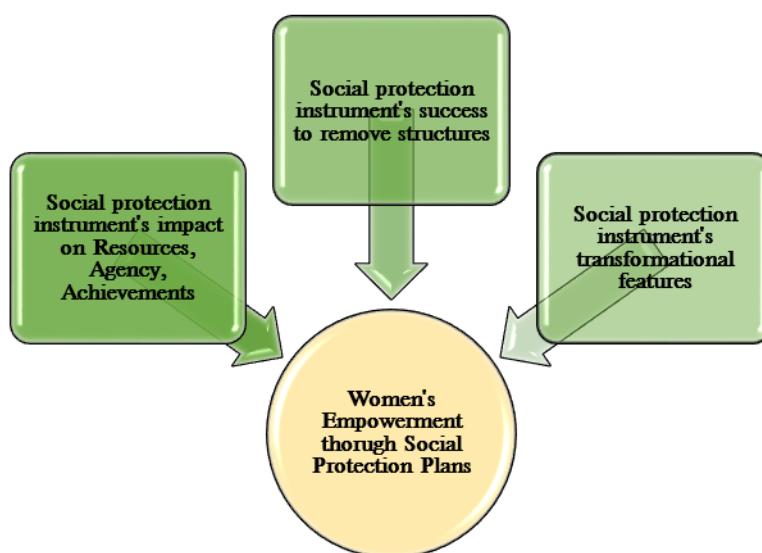 Social protection
instrument's success
to remove structures
Social protection
instrument's impact
on Resources,
Agency,
Achievements
Social protection
instrument's
transformational
features
Women's
Empowerment
thorugh Social
Protection Plans